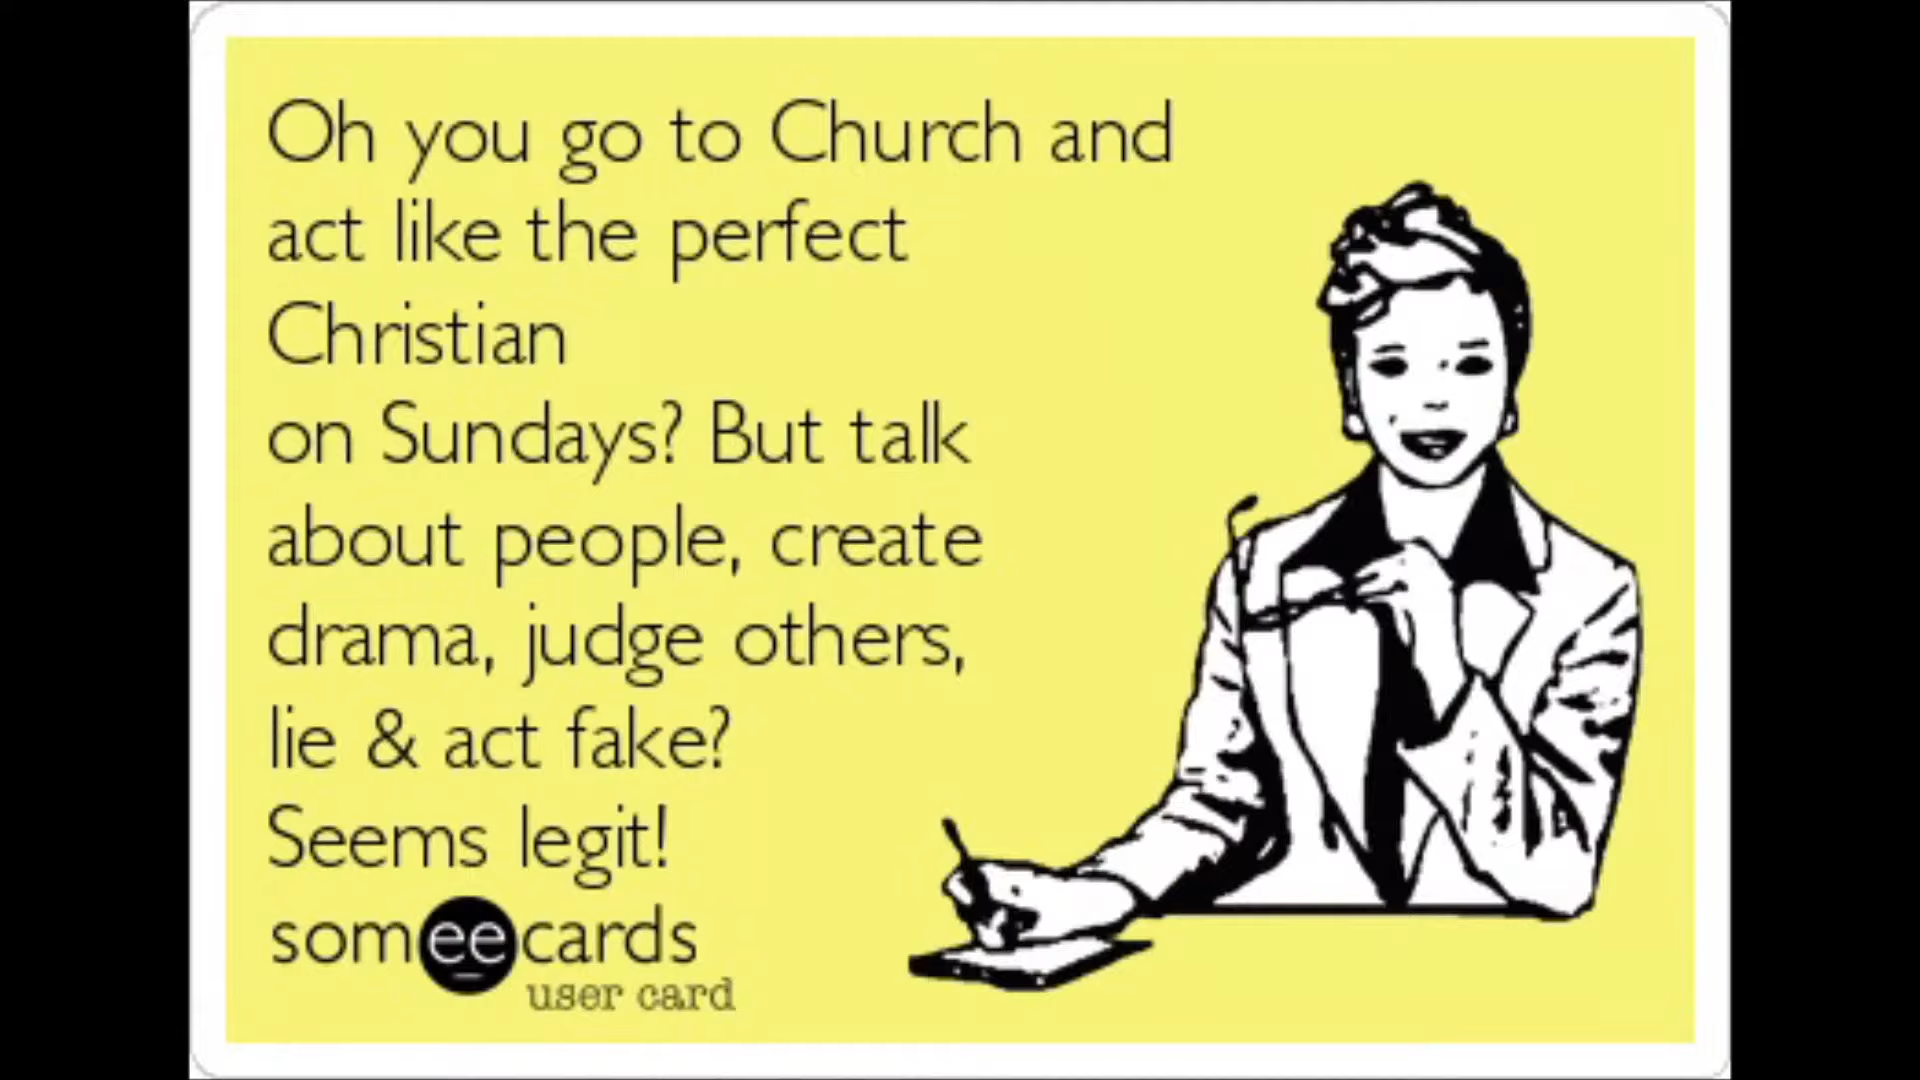 Oh you go to Church and
act like the perfect
Christian
on Sundays? But talk
about people, create
drama, judge others,
lie & act fake?
Seems legit!
someecards
user card